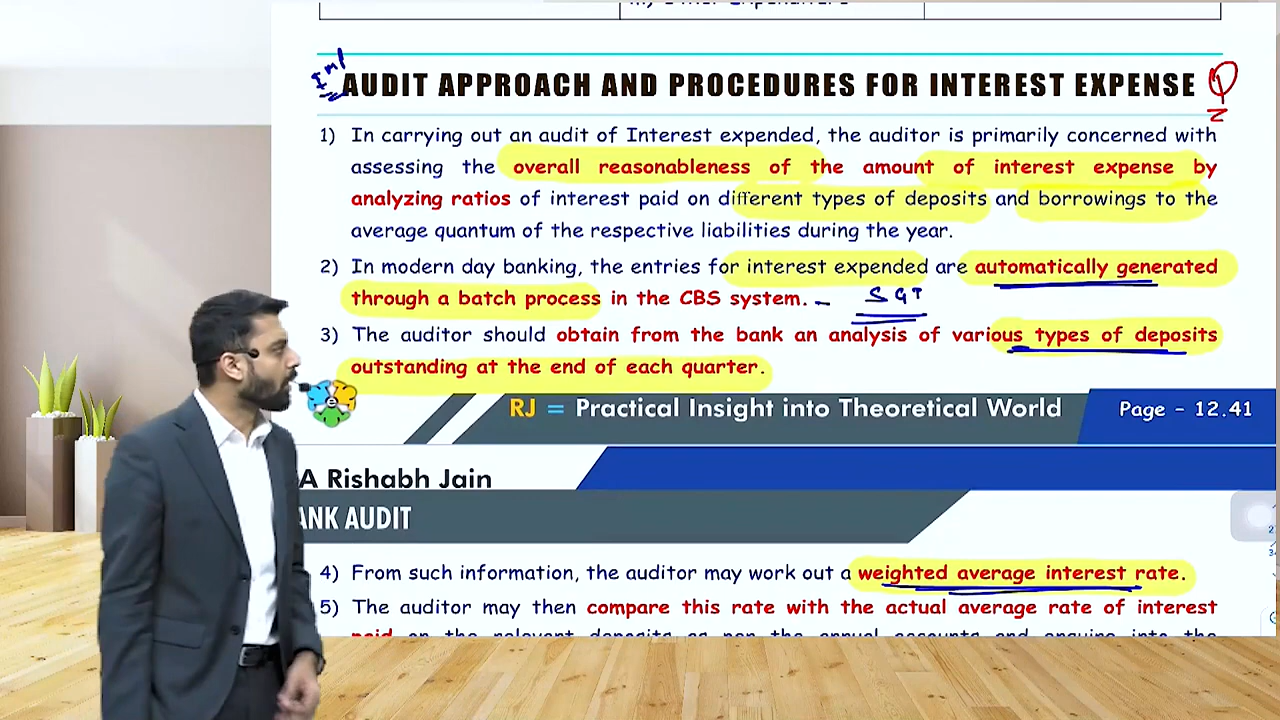 Imp
AUDIT APPROACH AND PROCEDURES FOR INTEREST EXPENSE
Q
1) In carrying out an audit of Interest expended, the auditor is primarily concerned with
assessing the overall reasonableness of the amount of interest expense by
analyzing ratios of interest paid on different types of deposits and borrowings to the
average quantum of the respective liabilities during the year.
2) In modern day banking, the entries for interest expended are automatically generated
through a batch process in the CBS system. -
3) The auditor should obtain from the bank an analysis of various types of deposits
outstanding at the end of each quarter.
RJ = Practical Insight into Theoretical World
Page - 12.41
A Rishabh Jain
ANK AUDIT
4) From such information, the auditor may work out a weighted average interest rate.
5) The auditor may then compare this rate with the actual average rate of interest